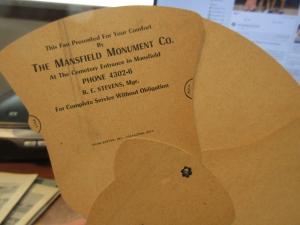 This Fan Presented For Your Comfort
By
THE MANSFIELD MONUMENT CO.
At The Cemetery Entrance in Mansfield
PHONE 4302-6
R. E. STEVENS, Mgr.
For Complete Service Without Obligation